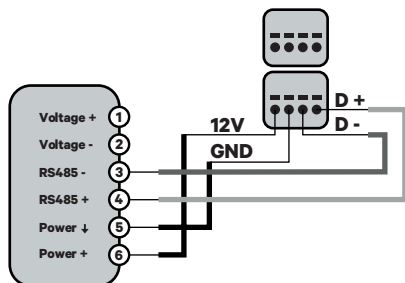 D +
12V
D -
GND
Voltage + 1
Voltage - 2
RS485 - 3
RS485 + 4
Power ↓ 5
Power + 6